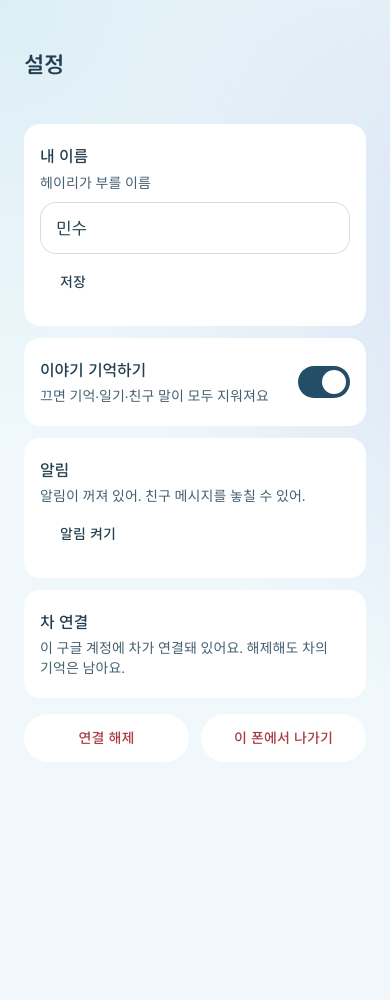 설정
내 이름
헤이리가 부를 이름
민수
저장
이야기 기억하기
끄면 기억·일기·친구 말이 모두 지워져요
알림
알림이 꺼져 있어. 친구 메시지를 놓칠 수 있어.
알림 켜기
차 연결
이 구글 계정에 차가 연결돼 있어요. 해제해도 차의
기억은 남아요.
연결 해제
이 폰에서 나가기